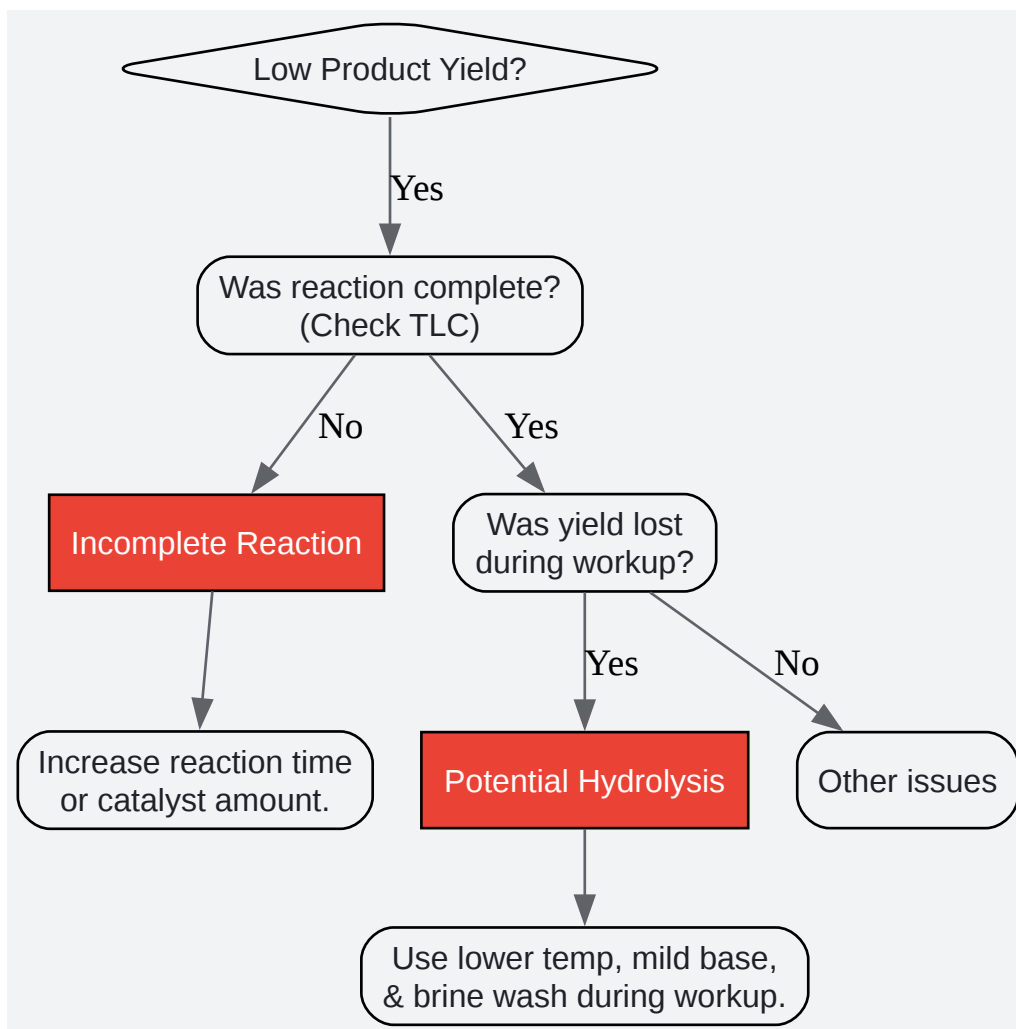 Low Product Yield?
Yes
Was reaction complete?
(Check TLC)
No
Yes
Incomplete Reaction
Was yield lost
during workup?
Yes
No
Increase reaction time
or catalyst amount.
Potential Hydrolysis
Other issues
Use lower temp, mild base,
& brine wash during workup.